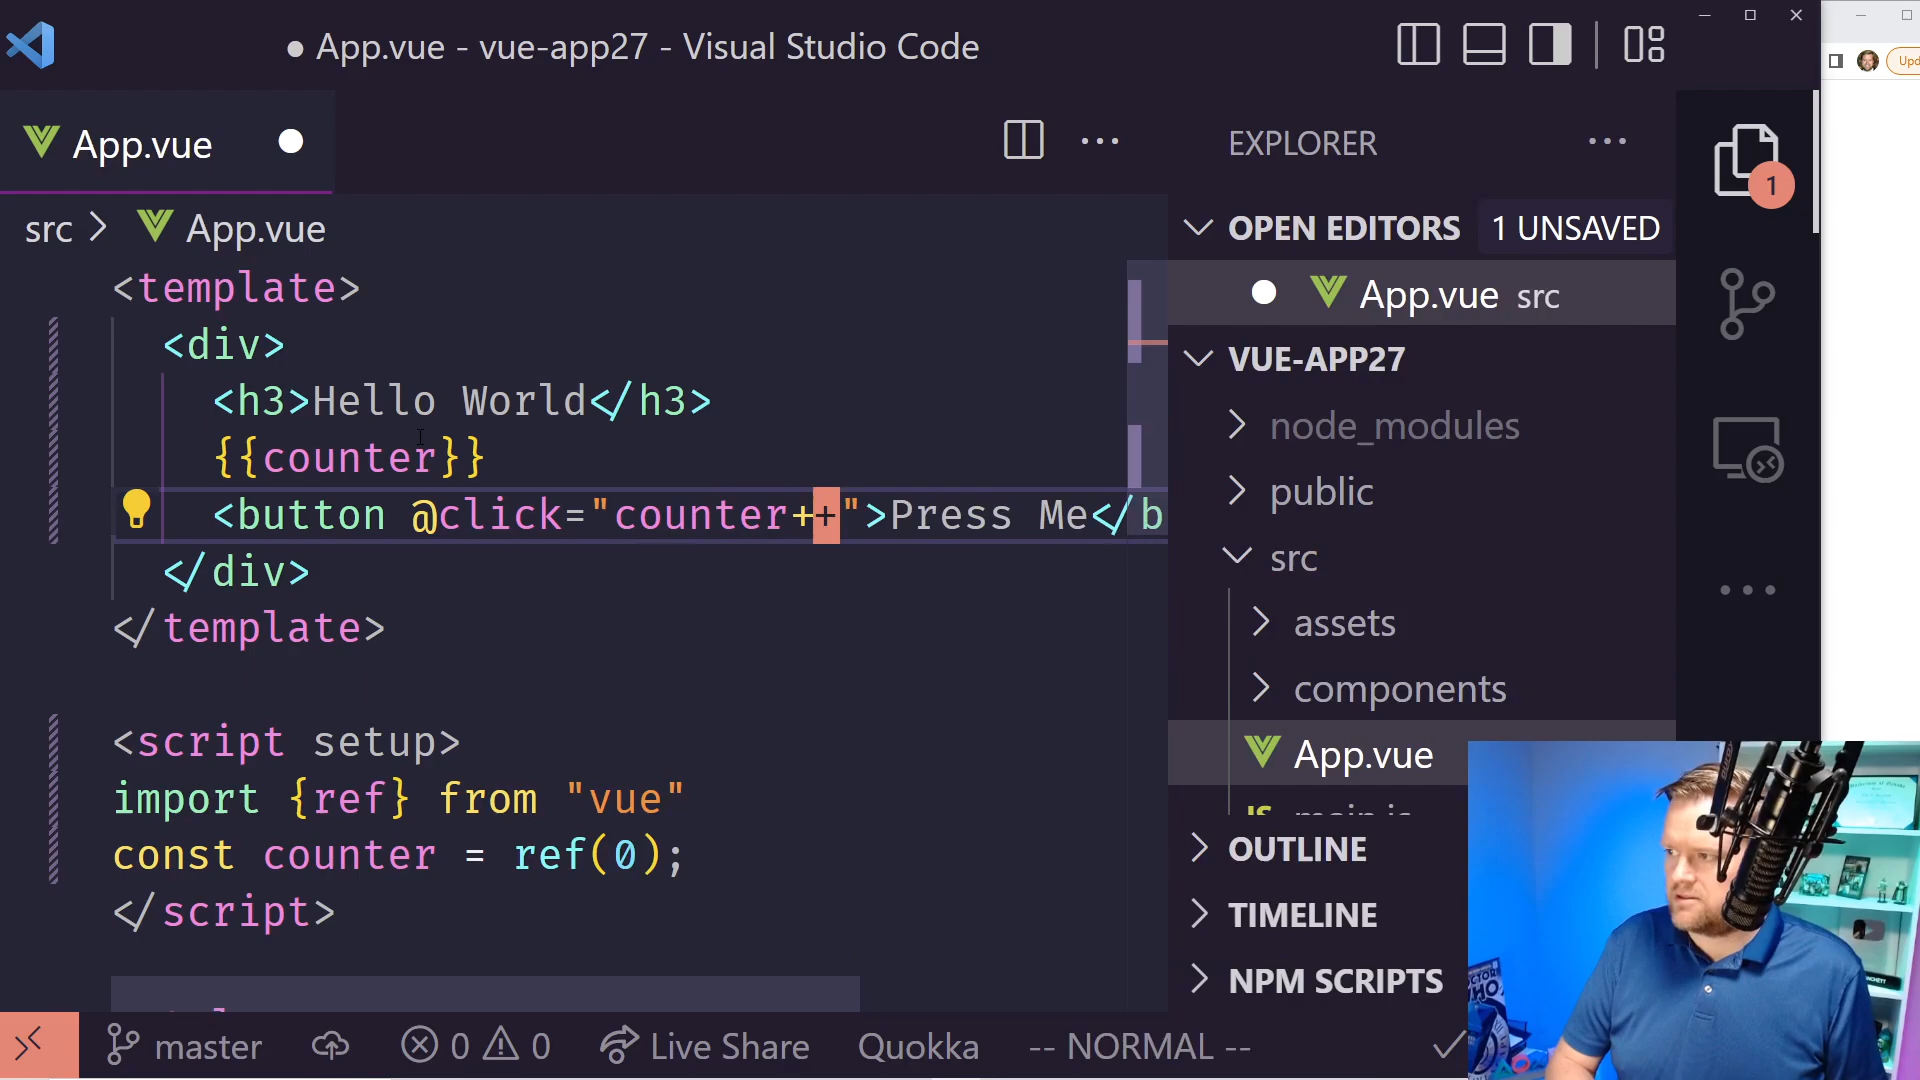 ● App.vue - vue-app27 - Visual Studio Code
App.vue
src > App.vue
<template>
<div>
<h3>Hello World</h3>
{{counter}}
<button @click="counter++">Press Me</b
</div>
</template>
<script setup>
import {ref} from "vue"
const counter = ref(0);
</script>
EXPLORER
1
OPEN EDITORS 1 UNSAVED
App.vue src
VUE-APP27
node_modules
public
src
assets
components
App.vue
OUTLINE
TIMELINE
NPM SCRIPTS
master 0 0 Live Share Quokka -- NORMAL --
Upd